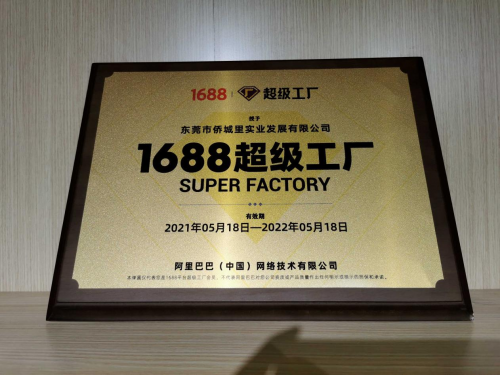 1688 超级工厂
授予
东莞市侨城里实业发展有限公司
1688超级工厂
SUPER FACTORY
有效期
2021年05月18日—2022年05月18日
阿里巴巴（中国）网络技术有限公司